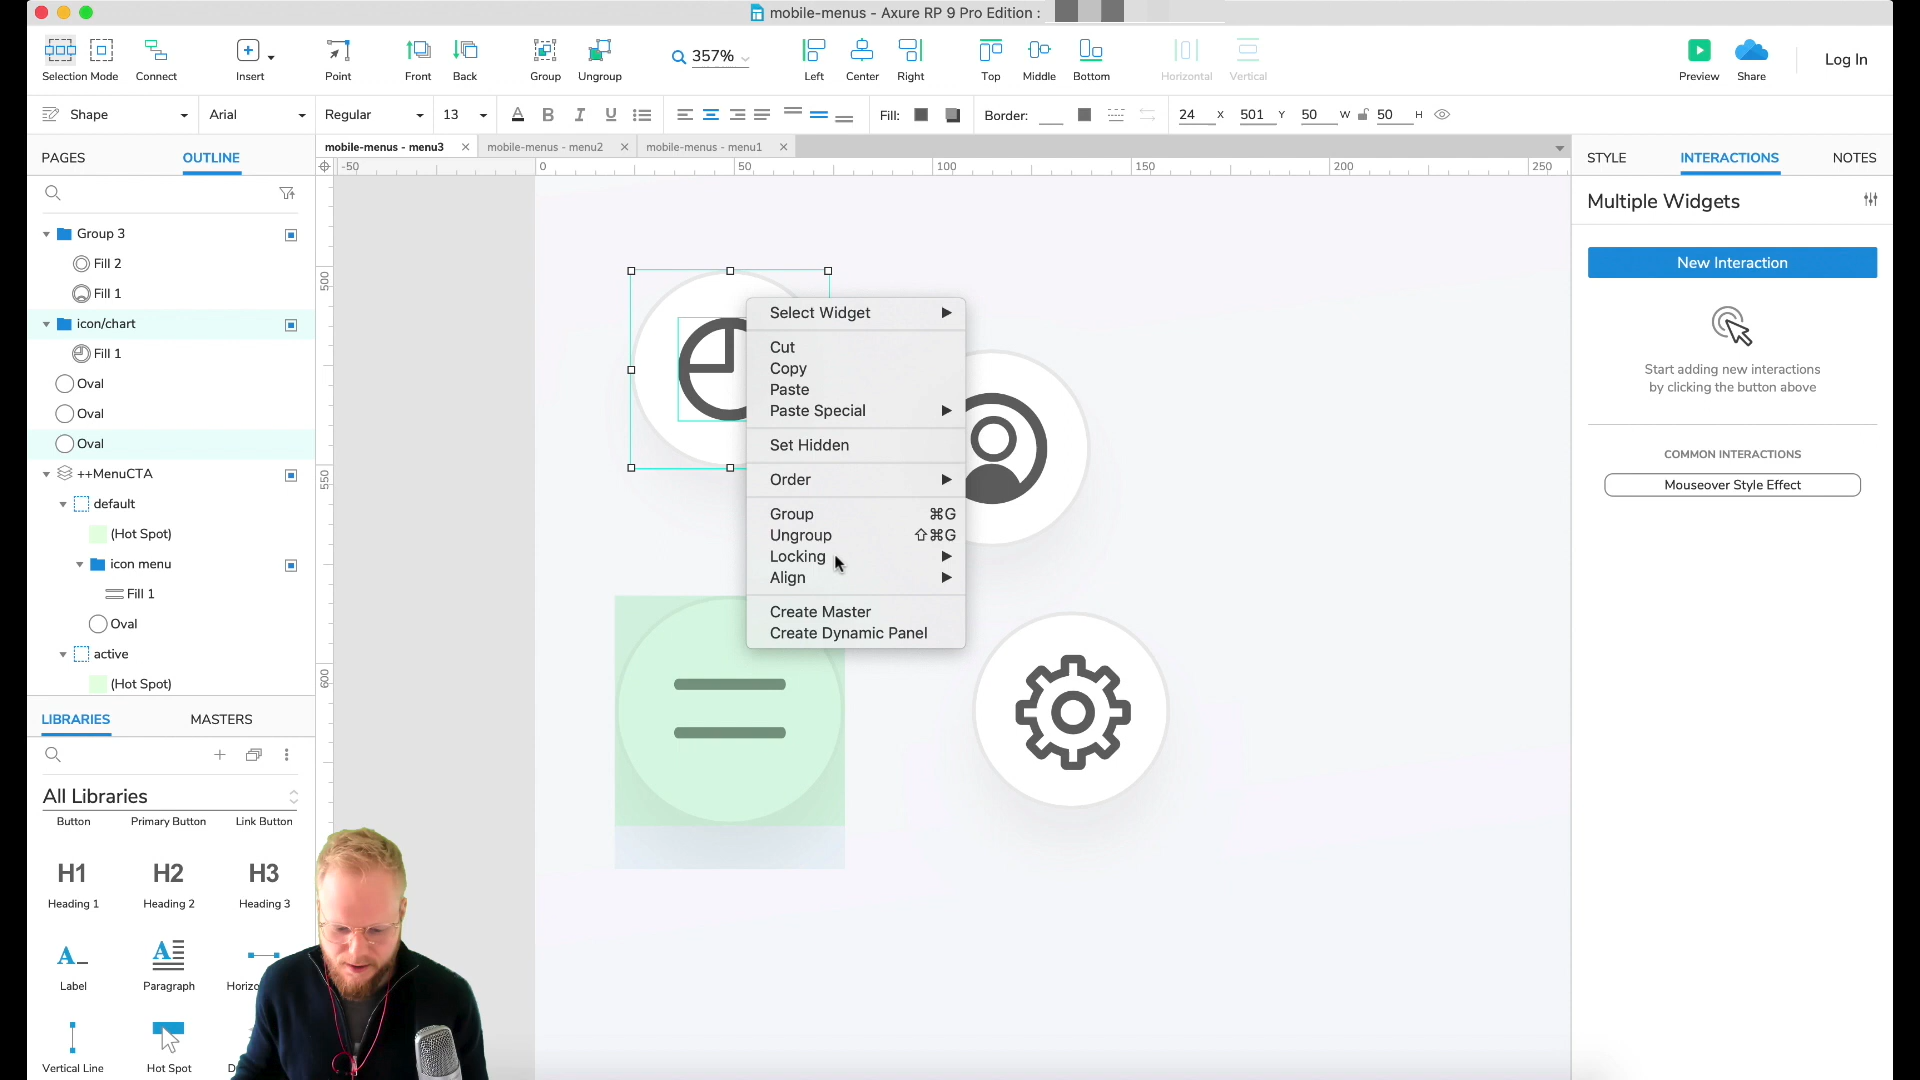 mobile-menus - Axure RP 9 Pro Edition :
Selection Mode
Connect
Insert
Point
Front
Back
Group
Ungroup
357%
Left
Center
Right
Top
Middle
Bottom
Horizontal
Vertical
Preview
Share
Log In
Shape
Arial
Regular
13
Fill:
Border:
24 X
501 Y
50 W
50 H
PAGES
OUTLINE
mobile-menus - menu3
mobile-menus - menu2
mobile-menus - menu1
STYLE
INTERACTIONS
NOTES
-50
0
50
100
150
200
250
500
550
600
Group 3
Fill 2
Fill 1
icon/chart
Fill 1
Oval
Oval
Oval
++MenuCTA
default
(Hot Spot)
icon menu
Fill 1
Oval
active
(Hot Spot)
Select Widget
Cut
Copy
Paste
Paste Special
Set Hidden
Order
Group ⌘G
Ungroup ⇧⌘G
Locking
Align
Create Master
Create Dynamic Panel
Multiple Widgets
New Interaction
Start adding new interactions
by clicking the button above
COMMON INTERACTIONS
Mouseover Style Effect
LIBRARIES
MASTERS
All Libraries
Button
Primary Button
Link Button
H1
H2
H3
Heading 1
Heading 2
Heading 3
A
A
Label
Paragraph
Vertical Line
Hot Spot